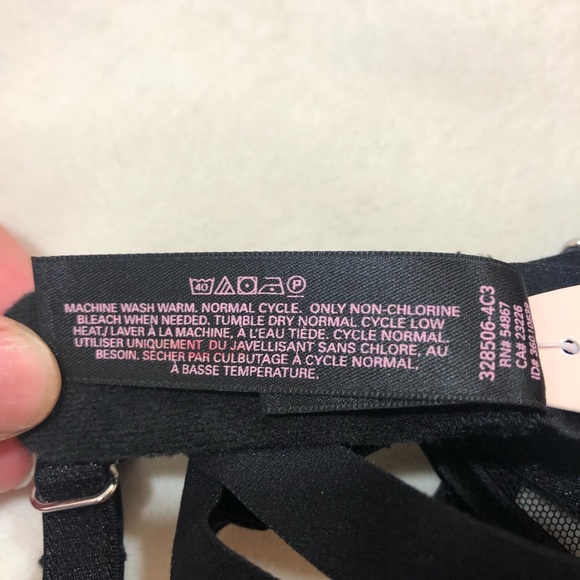 40 P
MACHINE WASH WARM. NORMAL CYCLE. ONLY NON-CHLORINE
BLEACH WHEN NEEDED. TUMBLE DRY NORMAL CYCLE LOW
HEAT./ LAVER À LA MACHINE, À L'EAU TIÈDE. CYCLE NORMAL.
UTILISER UNIQUEMENT DU JAVELLISANT SANS CHLORE, AU
BESOIN. SÉCHER PAR CULBUTAGE À CYCLE NORMAL,
À BASSE TEMPÉRATURE.
328506-4C3
RN# 54867
CA# 23226
ID#